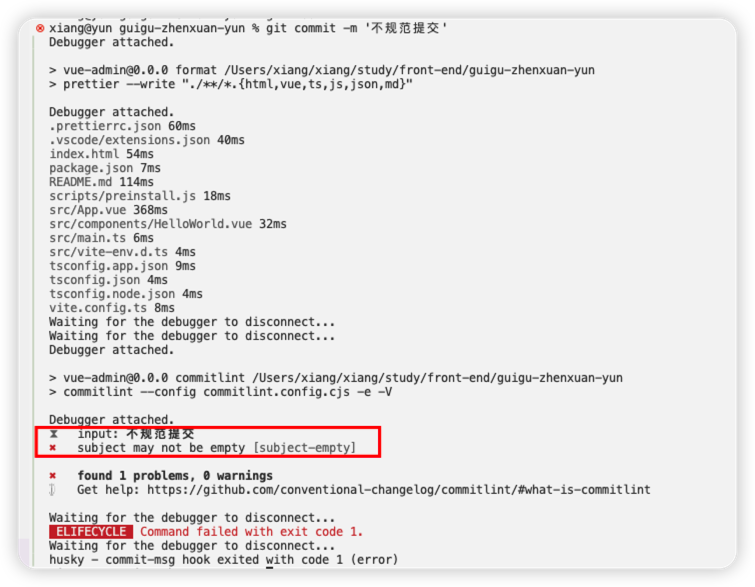 xiang@yun guigu-zhenxuan-yun % git commit -m '不规范提交'
Debugger attached.
> vue-admin@0.0.0 format /Users/xiang/xiang/study/front-end/guigu-zhenxuan-yun
> prettier --write "./**/*.{html,vue,ts,js,json,md}"
Debugger attached.
.prettierrc.json 60ms
.vscode/extensions.json 40ms
index.html 54ms
package.json 7ms
README.md 114ms
scripts/preinstall.js 18ms
src/App.vue 368ms
src/components/HelloWorld.vue 32ms
src/main.ts 6ms
src/vite-env.d.ts 4ms
tsconfig.app.json 9ms
tsconfig.json 4ms
tsconfig.node.json 4ms
vite.config.ts 8ms
Waiting for the debugger to disconnect...
Waiting for the debugger to disconnect...
Debugger attached.
> vue-admin@0.0.0 commitlint /Users/xiang/xiang/study/front-end/guigu-zhenxuan-yun
> commitlint --config commitlint.config.cjs -e -V
Debugger attached.
⧗ input: 不规范提交
✖ subject may not be empty [subject-empty]
✖ found 1 problems, 0 warnings
ⓘ Get help: https://github.com/conventional-changelog/commitlint/#what-is-commitlint
Waiting for the debugger to disconnect...
ELIFECYCLE Command failed with exit code 1.
Waiting for the debugger to disconnect...
husky - commit-msg hook exited with code 1 (error)